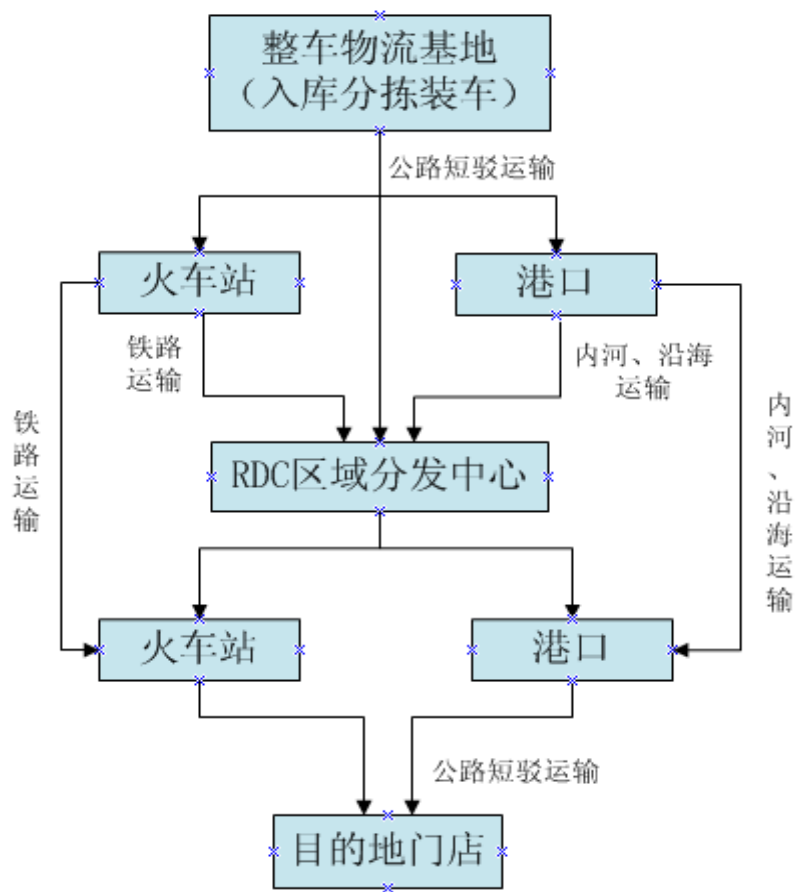 整车物流基地
（入库分拣装车）
公路短驳运输
火车站
港口
铁路
运输
内河、沿海
运输
铁路运输
内河、沿海运输
RDC区域分发中心
火车站
港口
公路短驳运输
目的地门店